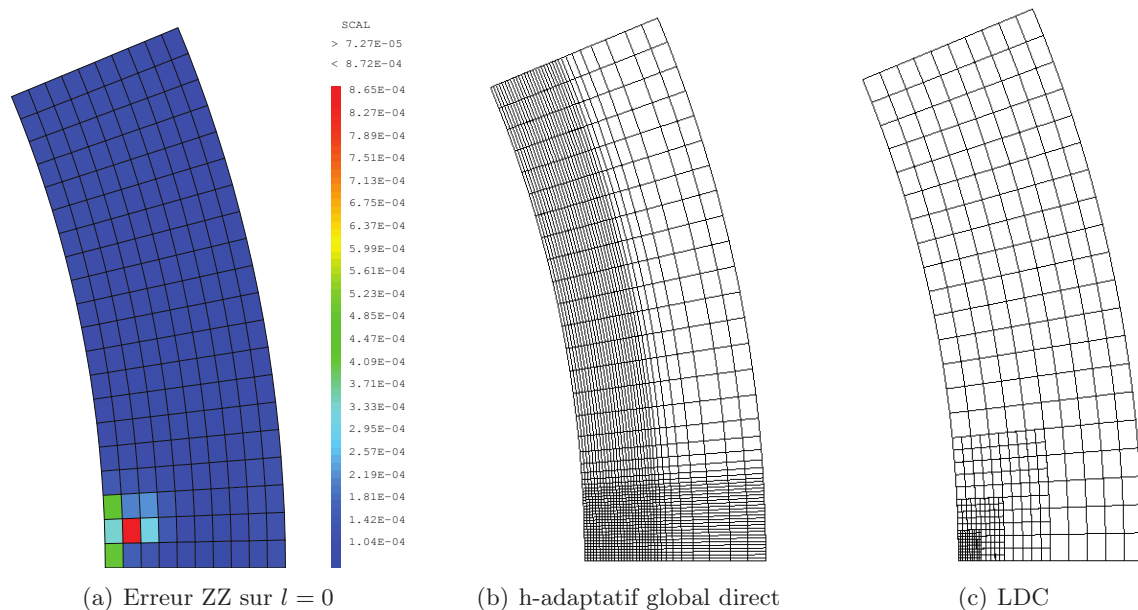 SCAL
> 7.27E-05
< 8.72E-04
8.65E-04
8.27E-04
7.89E-04
7.51E-04
7.13E-04
6.75E-04
6.37E-04
5.99E-04
5.61E-04
5.23E-04
4.85E-04
4.47E-04
4.09E-04
3.71E-04
3.33E-04
2.95E-04
2.57E-04
2.19E-04
1.81E-04
1.42E-04
1.04E-04
(a) Erreur ZZ sur l = 0
(b) h-adaptatif global direct
(c) LDC